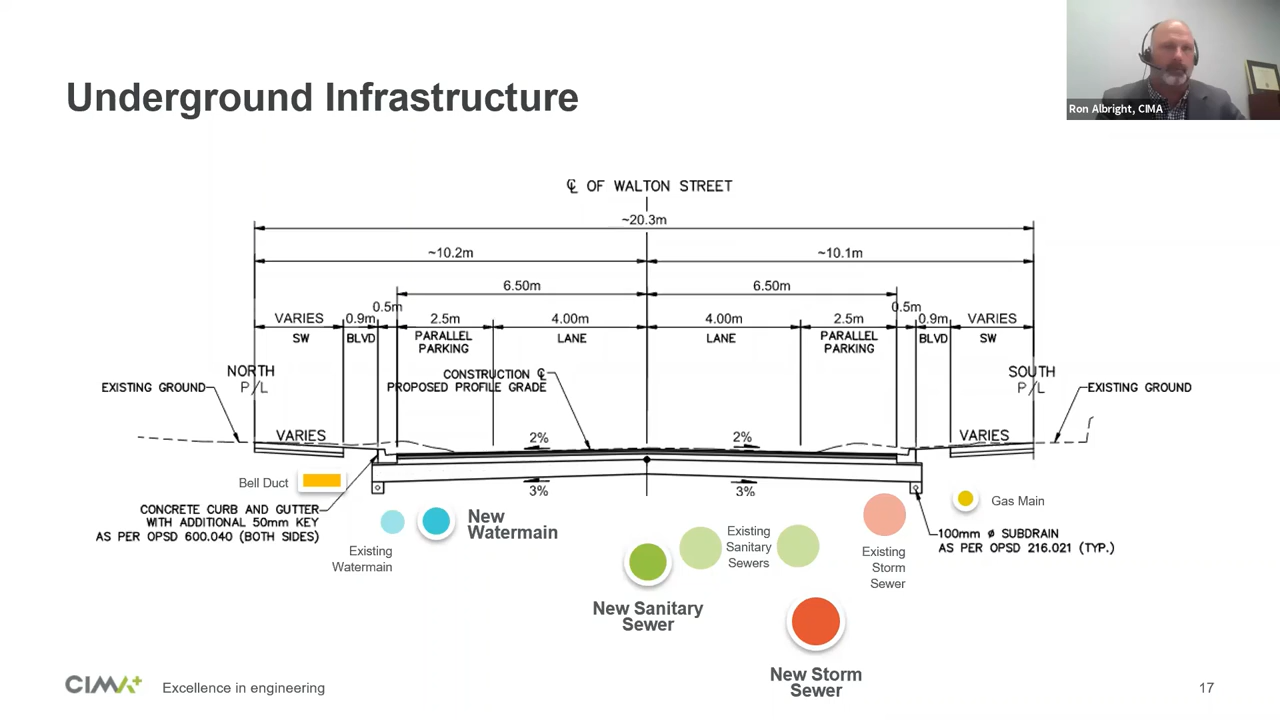 Underground Infrastructure
Ron Albright, CIMA
℄ OF WALTON STREET
~20.3m
~10.2m
~10.1m
6.50m
6.50m
0.5m
0.5m
VARIES
0.9m
2.5m
4.00m
4.00m
2.5m
0.9m
VARIES
SW
BLVD
PARALLEL
PARKING
LANE
LANE
PARALLEL
PARKING
BLVD
SW
NORTH
P/L
SOUTH
P/L
EXISTING GROUND
CONSTRUCTION ℄
PROPOSED PROFILE GRADE
EXISTING GROUND
VARIES
2%
2%
VARIES
3%
3%
Bell Duct
CONCRETE CURB AND GUTTER
WITH ADDITIONAL 50mm KEY
AS PER OPSD 600.040 (BOTH SIDES)
Existing
Watermain
New
Watermain
New Sanitary
Sewer
Existing
Sanitary
Sewers
Existing
Storm
Sewer
New Storm
Sewer
Gas Main
100mm ø SUBDRAIN
AS PER OPSD 216.021 (TYP.)
CIMA+
Excellence in engineering
17